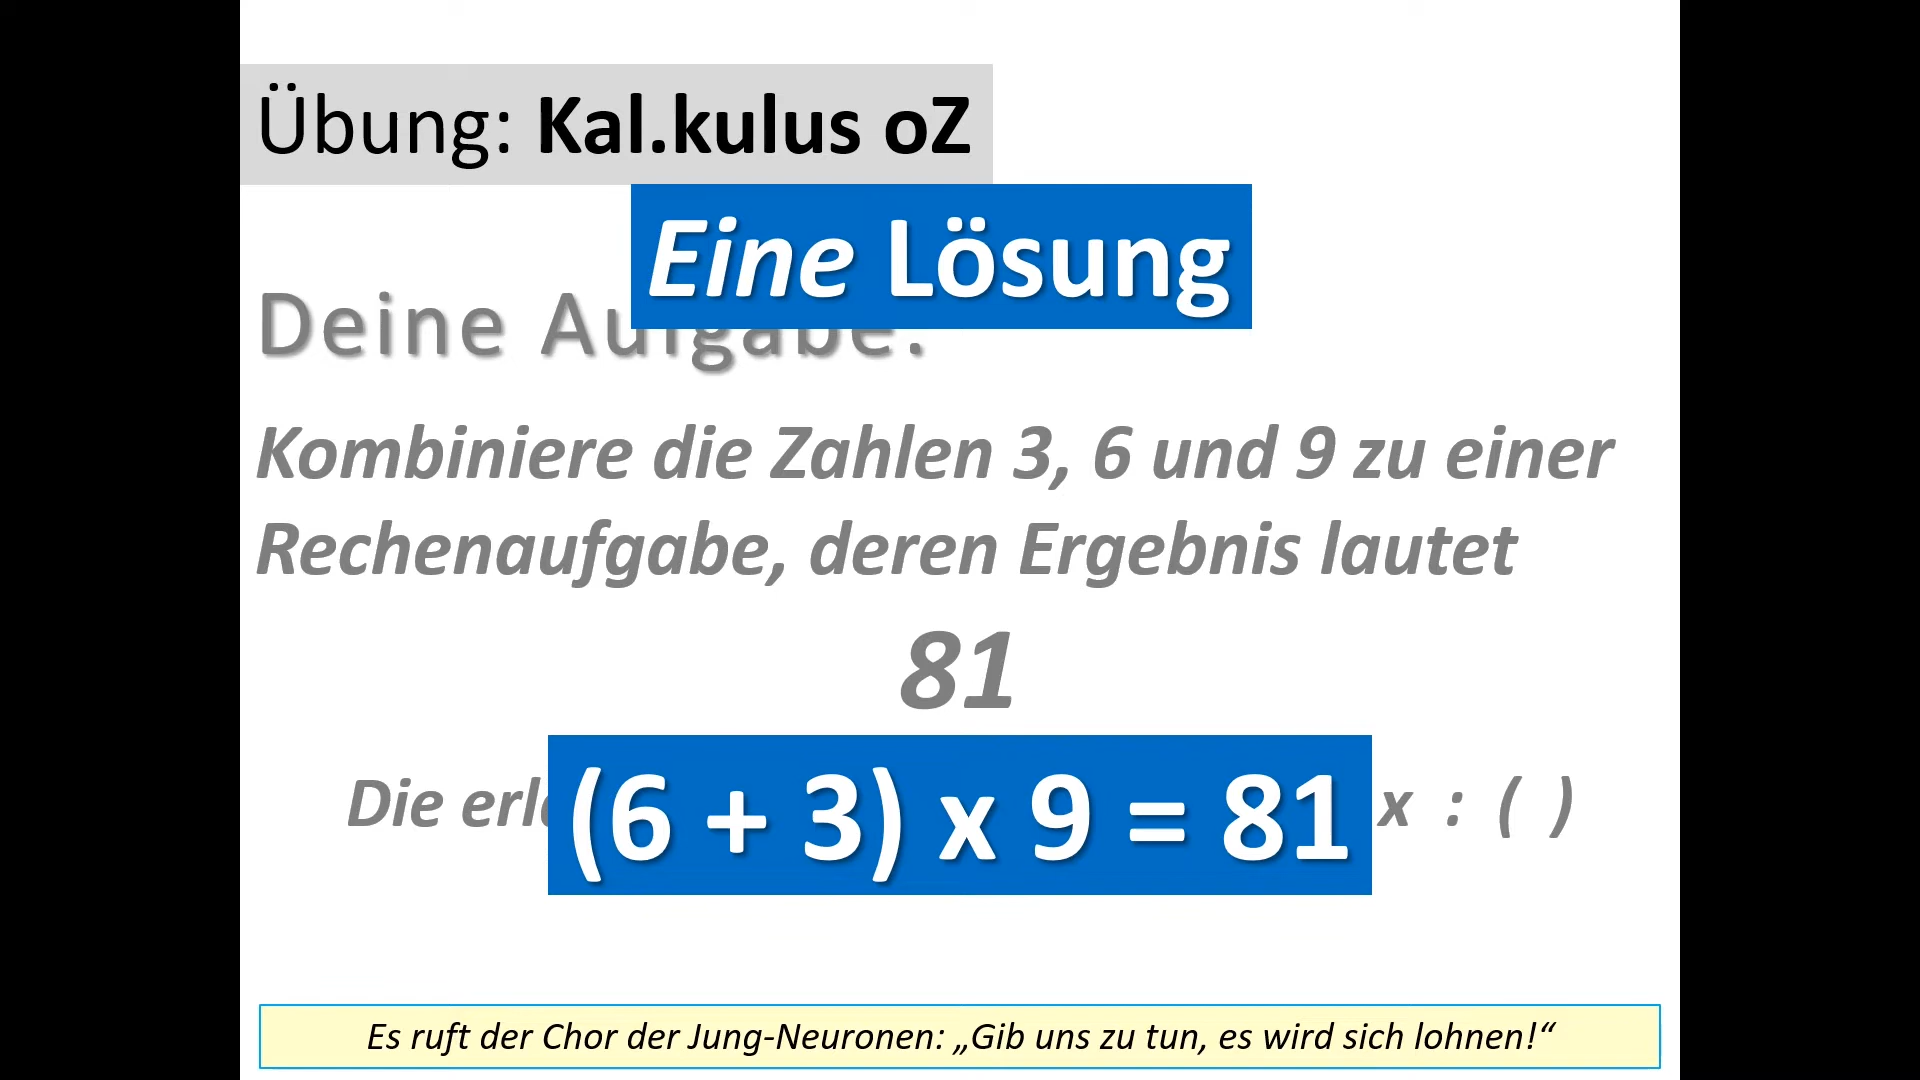 Übung: Kal.kulus oZ
Eine Lösung
Deine
Kombiniere die Zahlen 3, 6 und 9 zu einer
Rechenaufgabe, deren Ergebnis lautet
81
Die x : ( )
(6 + 3) x 9 = 81
Es ruft der Chor der Jung-Neuronen: „Gib uns zu tun, es wird sich lohnen!“